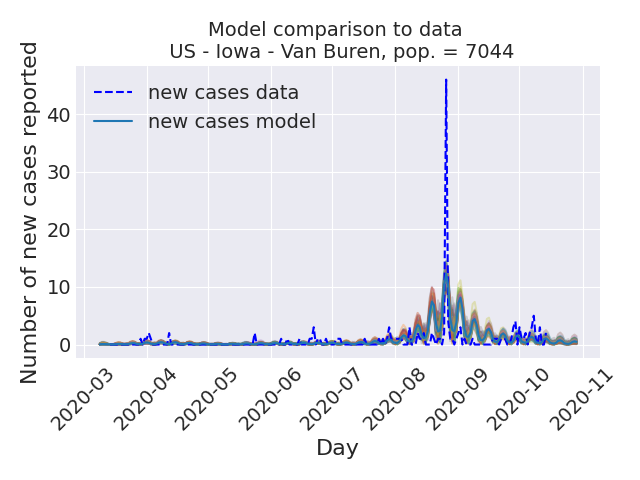 Model comparison to data
US - Iowa - Van Buren, pop. = 7044
Number of new cases reported
new cases data
new cases model
40
30
20
10
0
2020-03
2020-04
2020-05
2020-06
2020-07
2020-08
2020-09
2020-10
2020-11
Day